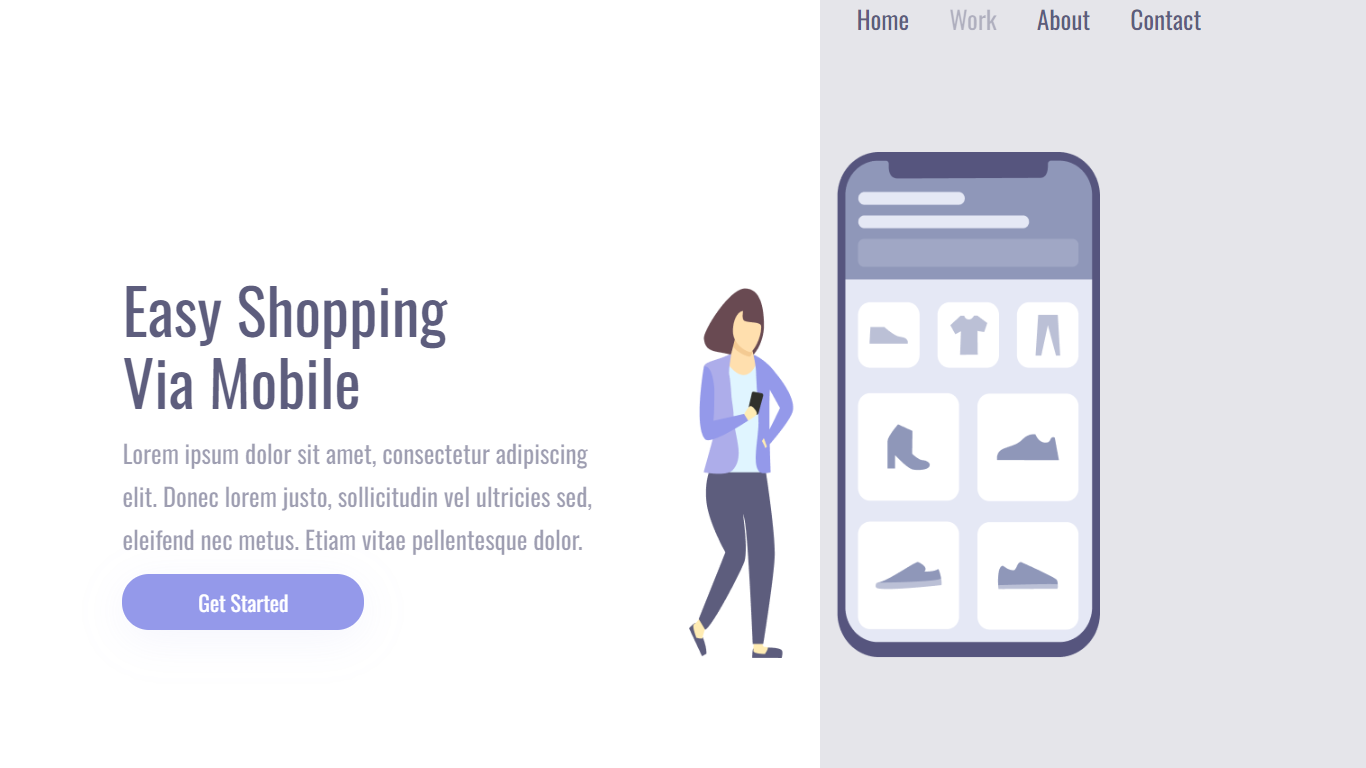 Home Work About Contact
Easy Shopping
Via Mobile
Lorem ipsum dolor sit amet, consectetur adipiscing
elit. Donec lorem justo, sollicitudin vel ultricies sed,
eleifend nec metus. Etiam vitae pellentesque dolor.
Get Started